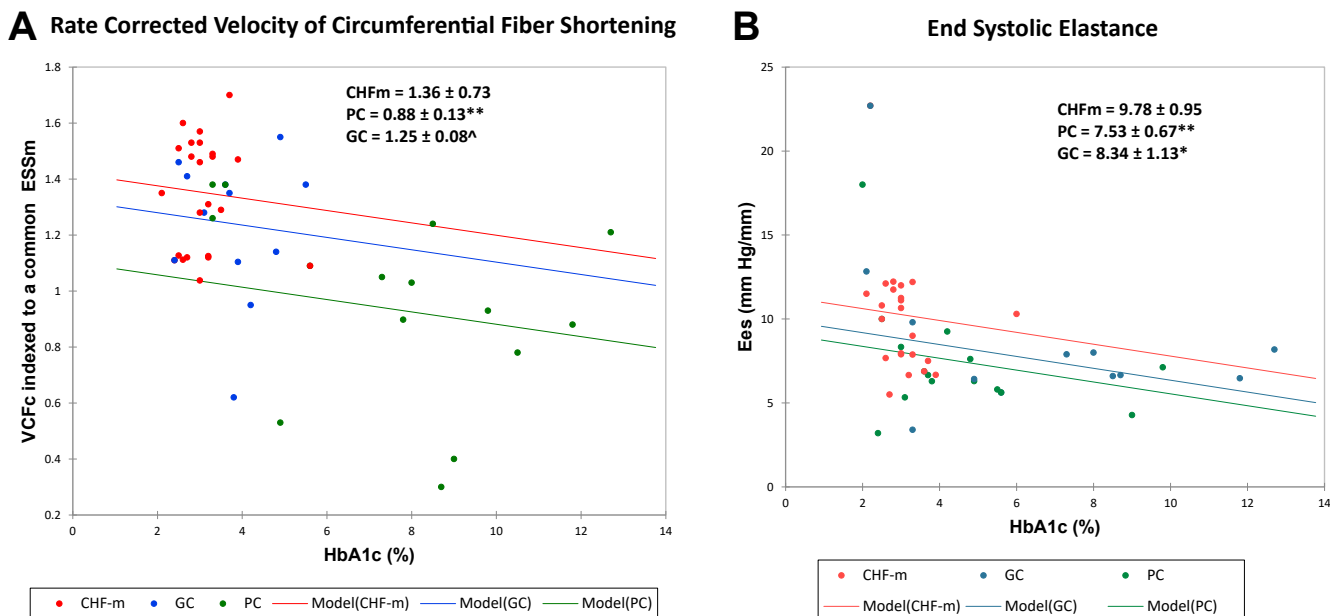 A Rate Corrected Velocity of Circumferential Fiber Shortening
CHFm = 1.36 ± 0.73
PC = 0.88 ± 0.13**
GC = 1.25 ± 0.08^
VCFc indexed to a common ESSm
1.8
1.6
1.4
1.2
1
0.8
0.6
0.4
0.2
0 2 4 6 8 10 12 14
HbA1c (%)
CHF-m GC PC Model(CHF-m) Model(GC) Model(PC)
B End Systolic Elastance
CHFm = 9.78 ± 0.95
PC = 7.53 ± 0.67**
GC = 8.34 ± 1.13*
Ees (mm Hg/mm)
25
20
15
10
5
0
0 2 4 6 8 10 12 14
HbA1c (%)
CHF-m GC PC
Model(CHF-m) Model(GC) Model(PC)